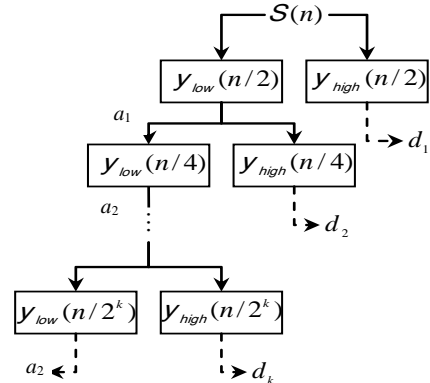 S(n)
y_low(n/2) y_high(n/2)
a_1
d_1
y_low(n/4) y_high(n/4)
a_2
d_2
y_low(n/2^k) y_high(n/2^k)
a_2 d_k